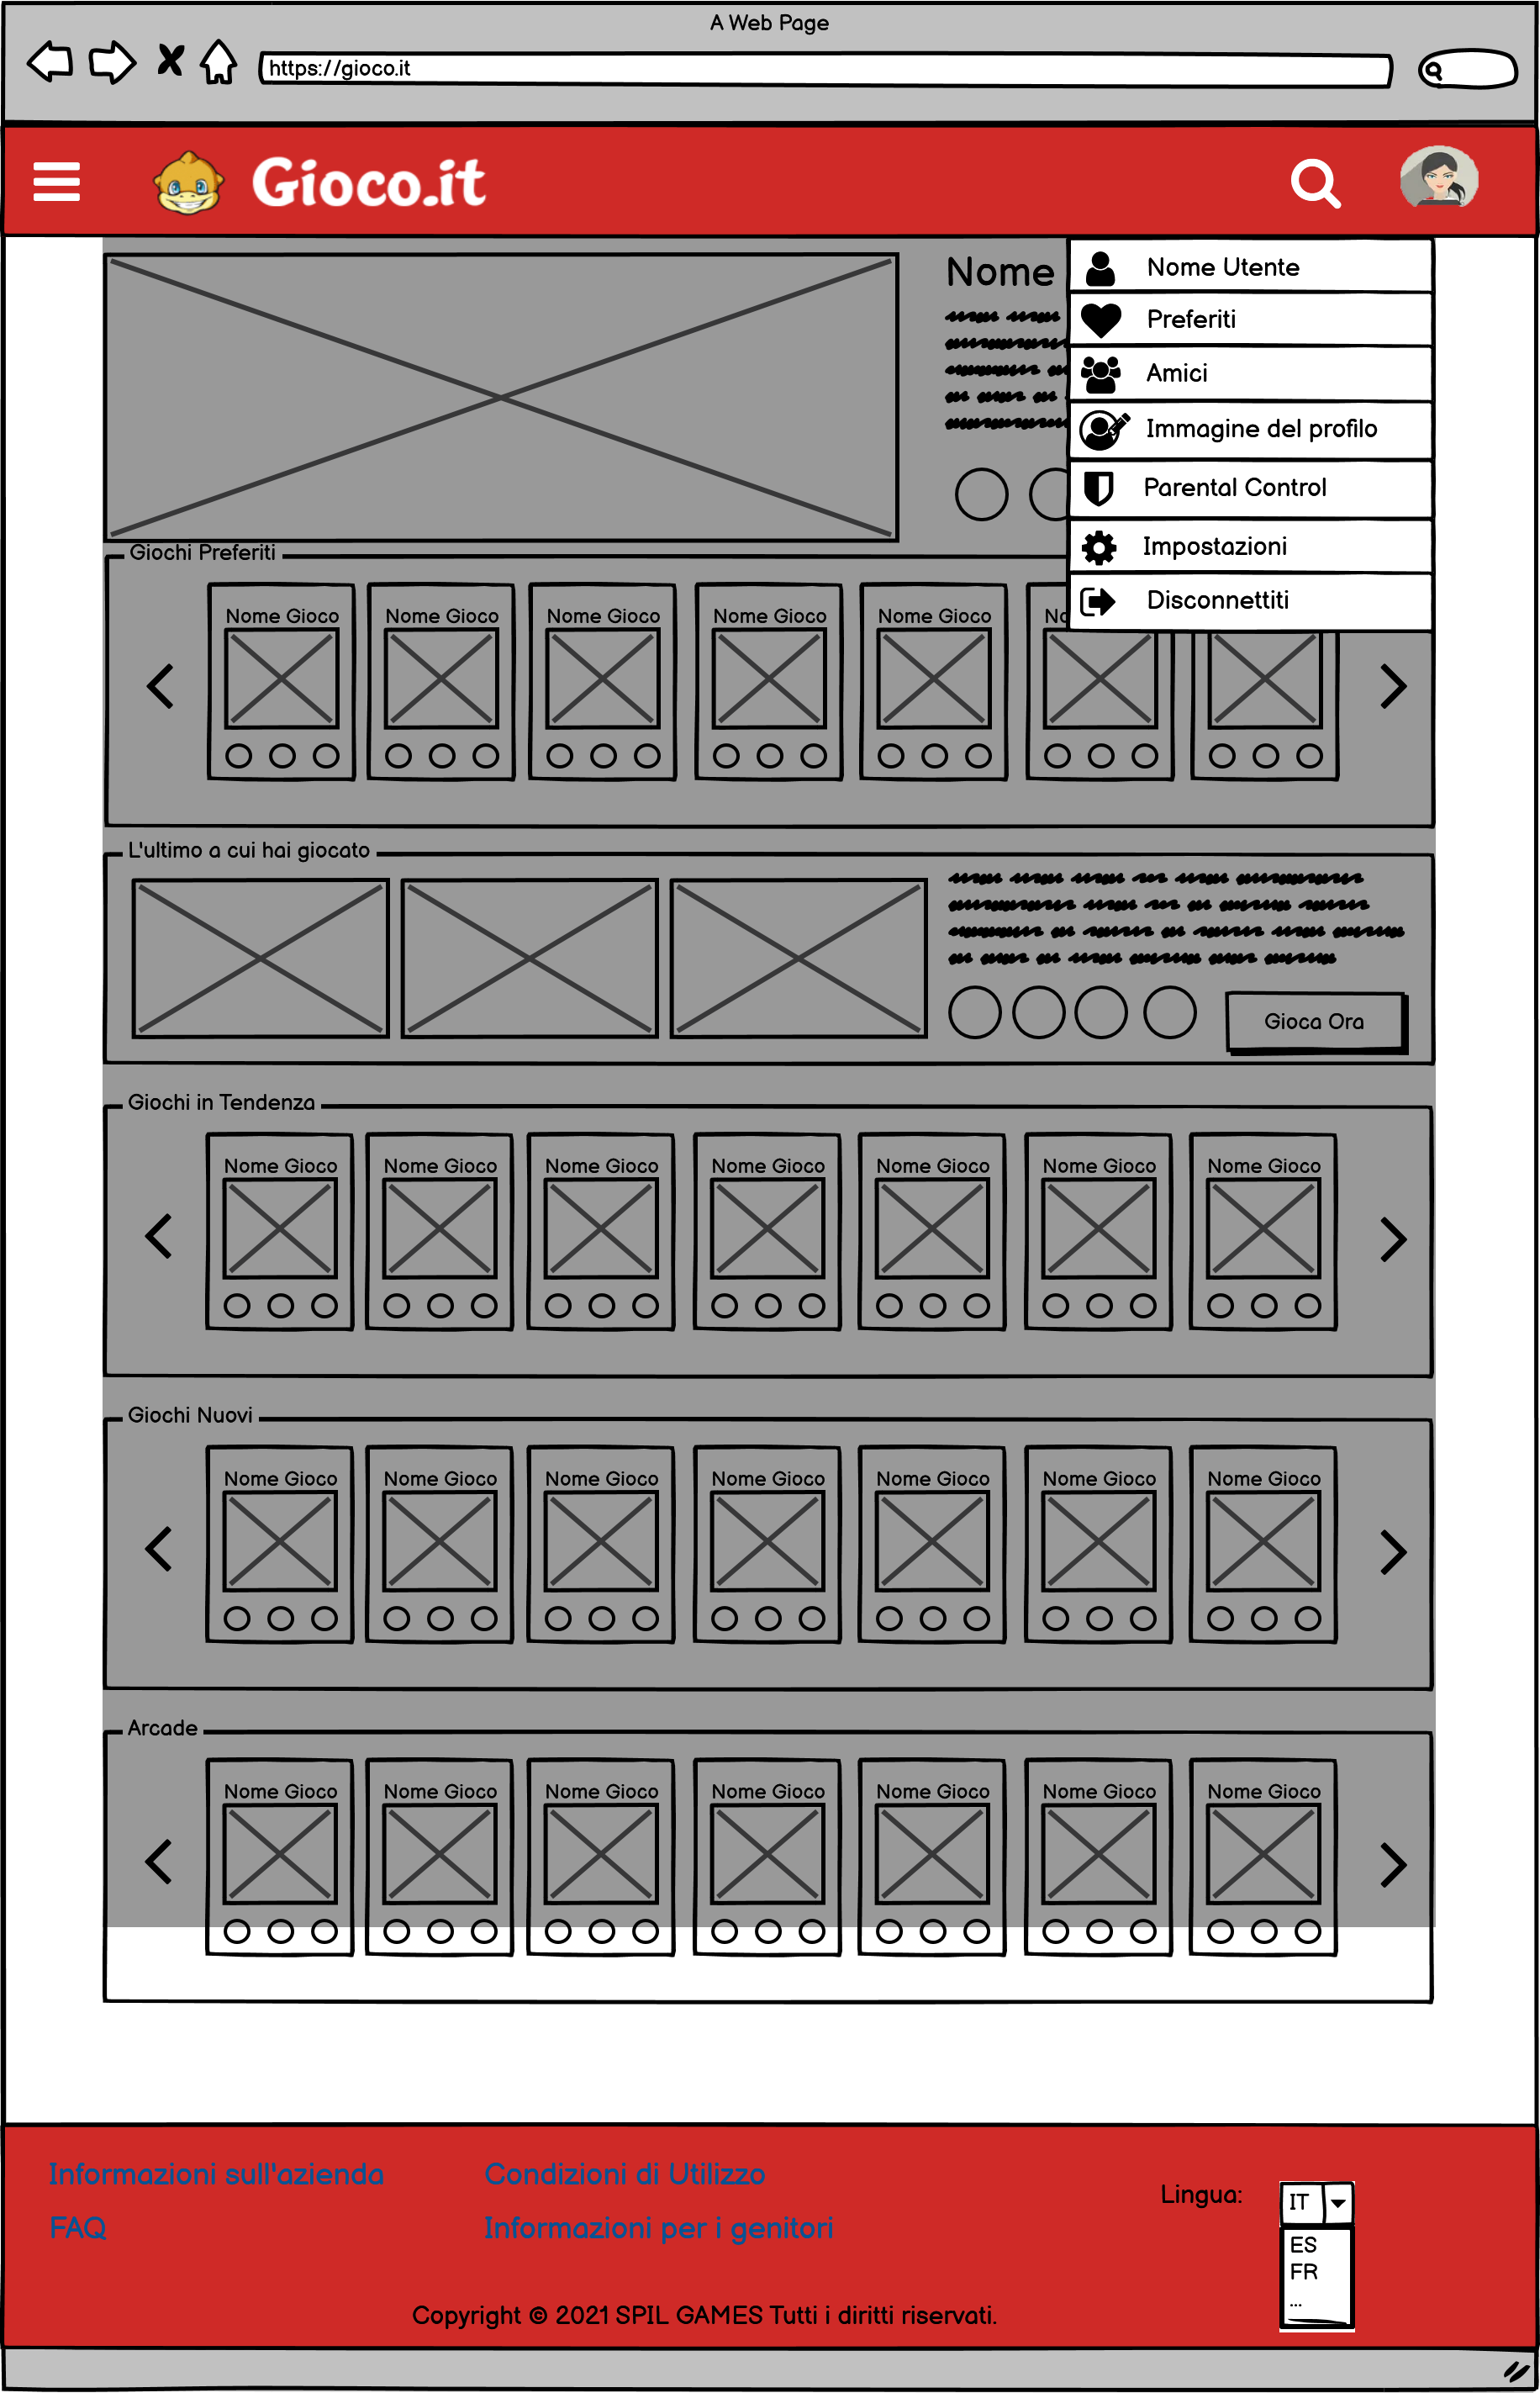 A Web Page
https://gioco.it
Gioco.it
Nome
Nome Utente
Preferiti
Amici
Immagine del profilo
Parental Control
Impostazioni
Disconnettiti
Giochi Preferiti
Nome Gioco Nome Gioco Nome Gioco Nome Gioco Nome Gioco No
L'ultimo a cui hai giocato
Gioca Ora
Giochi in Tendenza
Nome Gioco Nome Gioco Nome Gioco Nome Gioco Nome Gioco Nome Gioco Nome Gioco
Giochi Nuovi
Nome Gioco Nome Gioco Nome Gioco Nome Gioco Nome Gioco Nome Gioco Nome Gioco
Arcade
Nome Gioco Nome Gioco Nome Gioco Nome Gioco Nome Gioco Nome Gioco Nome Gioco
Informazioni sull'azienda Condizioni di Utilizzo
Lingua: IT
FAQ Informazioni per i genitori
ES
FR
...
Copyright © 2021 SPIL GAMES Tutti i diritti riservati.